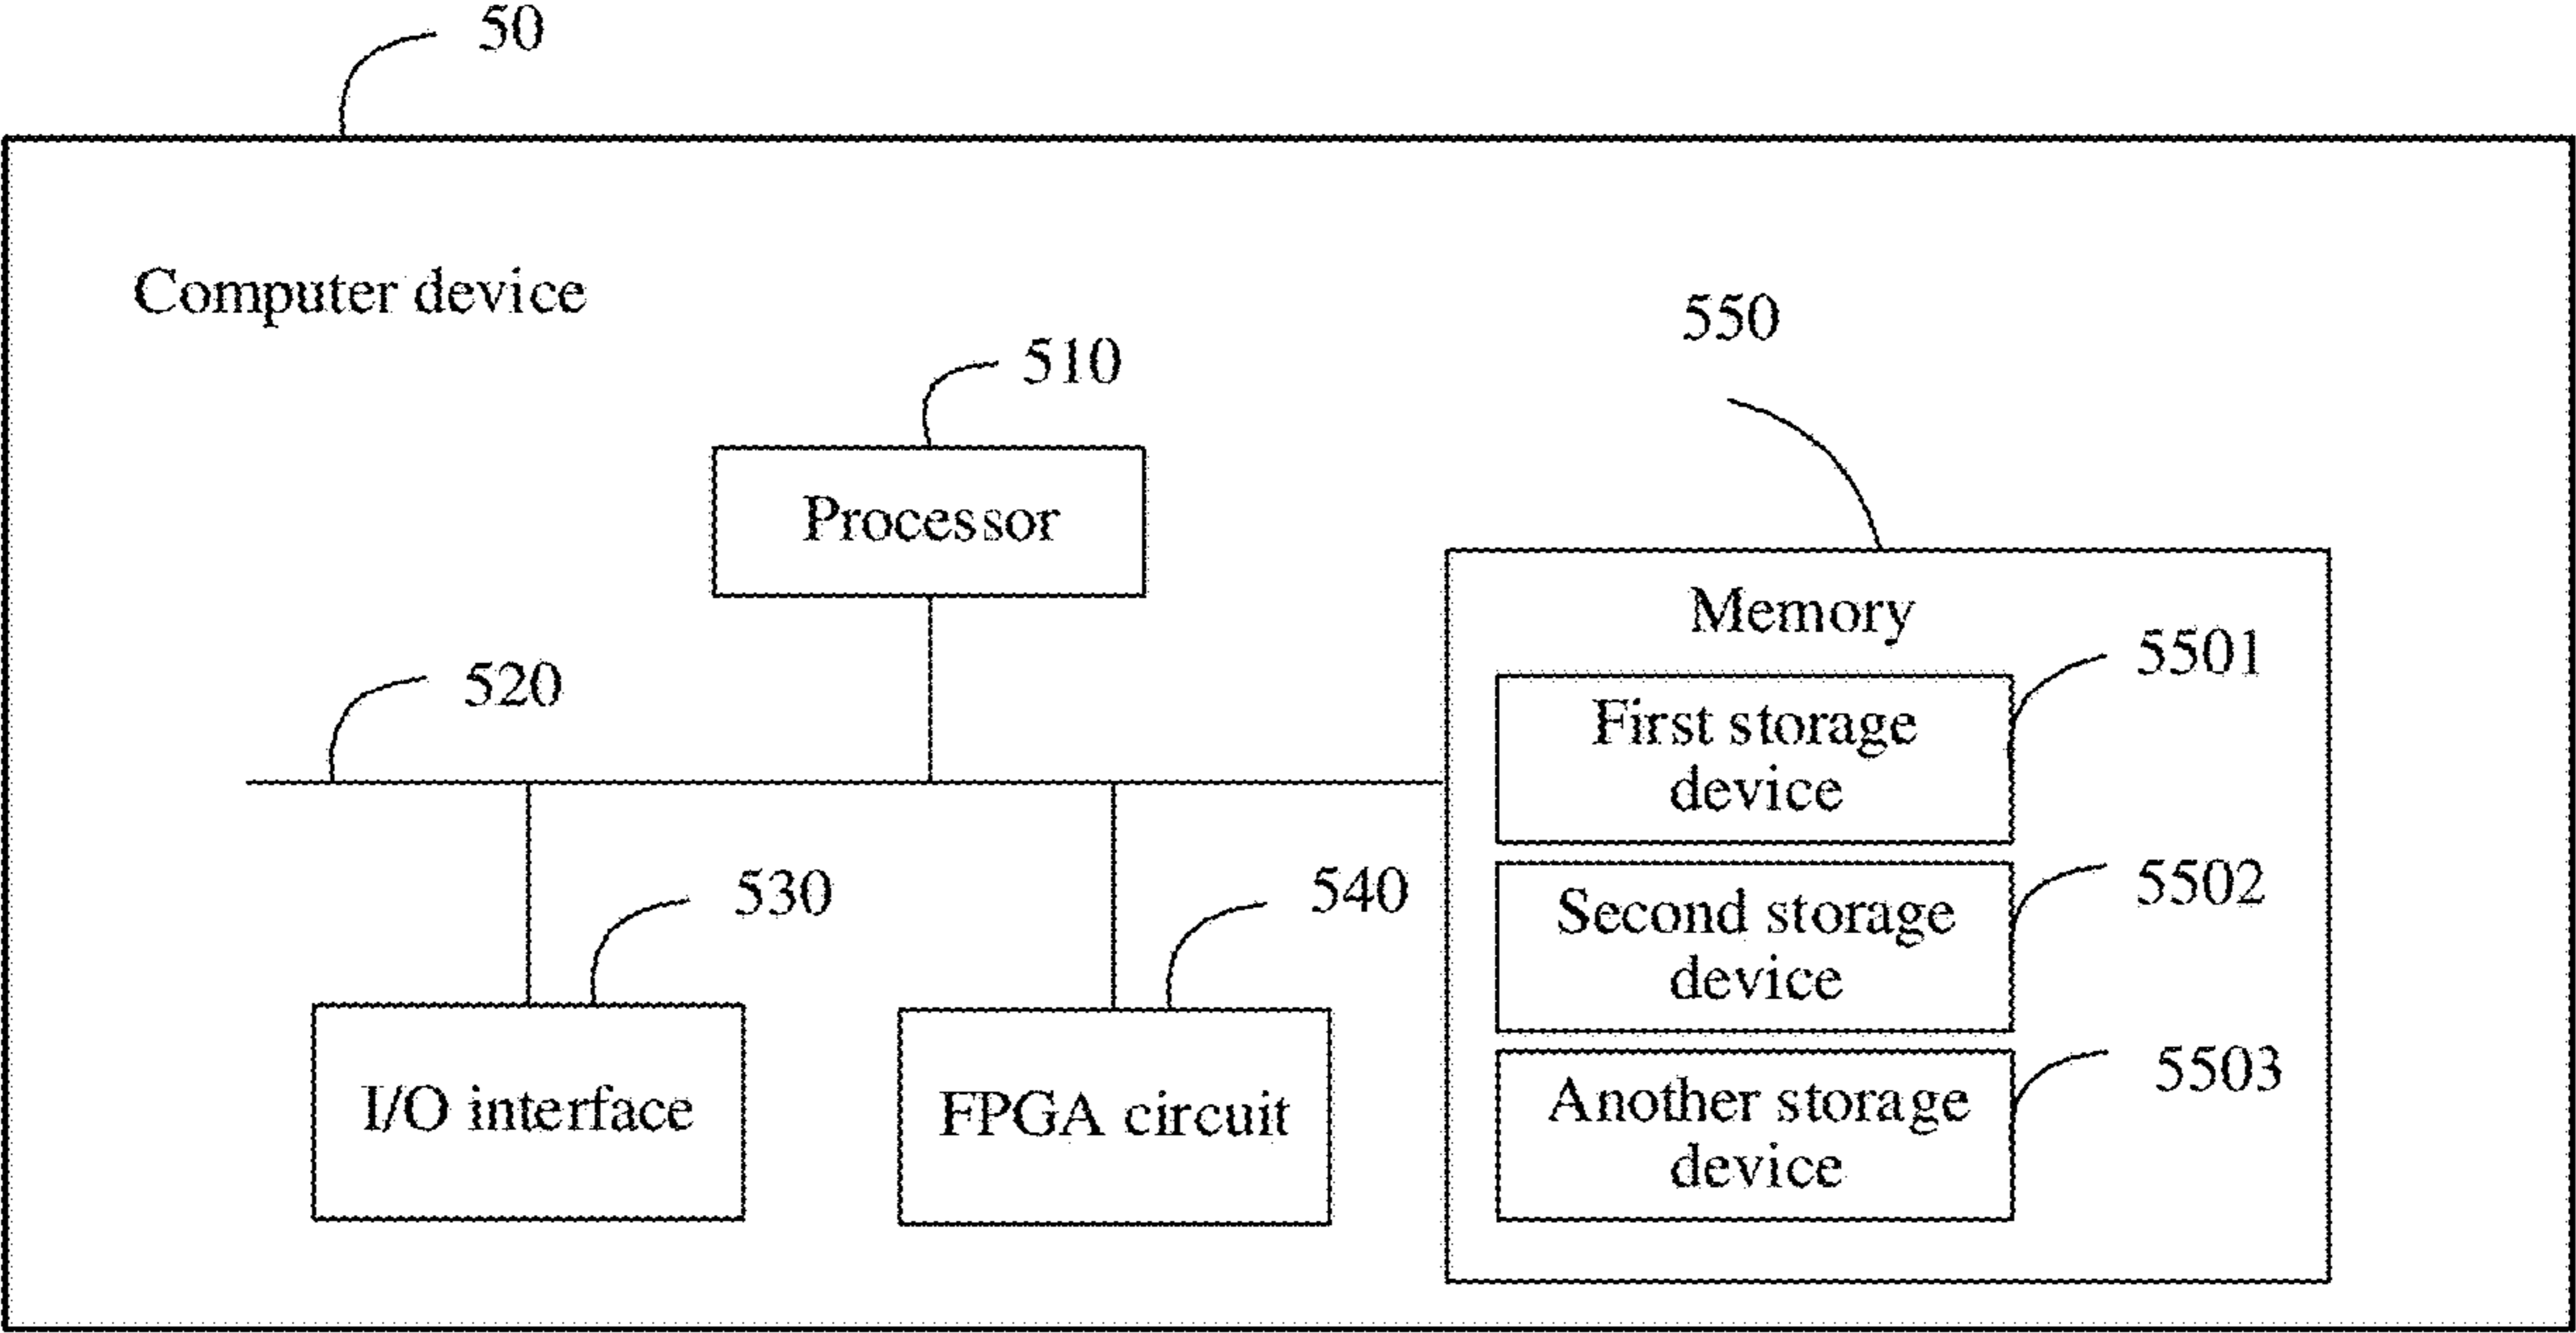 50
Computer device
550
510
Processor
Memory
5501
520
First storage
device
5502
530
540
Second storage
device
5503
I/O interface
FPGA circuit
Another storage
device